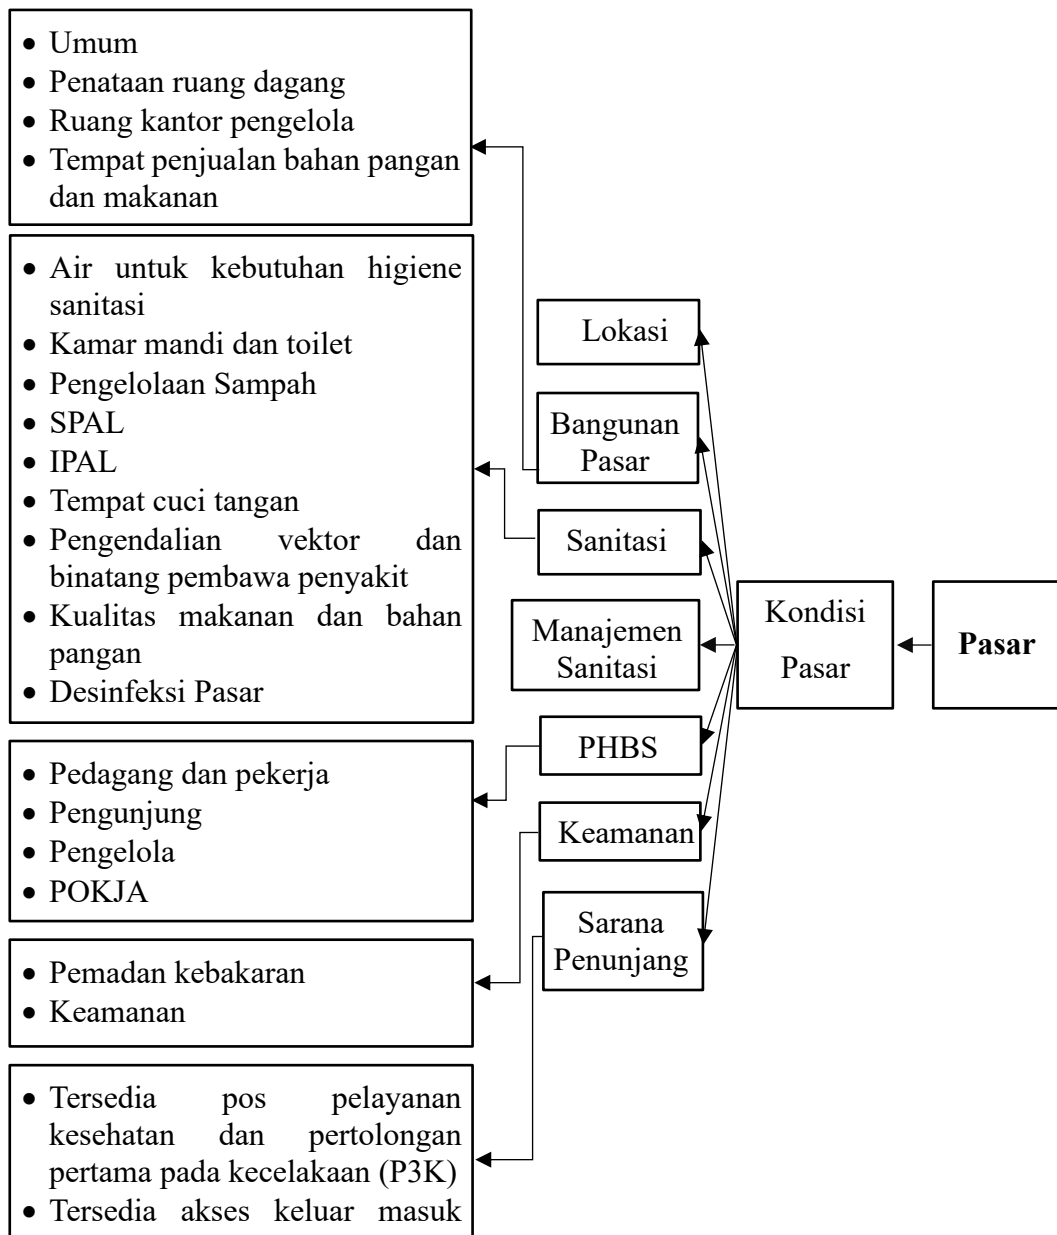 • Umum
• Penataan ruang dagang
• Ruang kantor pengelola
• Tempat penjualan bahan pangan
dan makanan
• Air untuk kebutuhan higiene
sanitasi
• Kamar mandi dan toilet
• Pengelolaan Sampah
• SPAL
• IPAL
• Tempat cuci tangan
• Pengendalian vektor dan
binatang pembawa penyakit
• Kualitas makanan dan bahan
pangan
• Desinfeksi Pasar
• Pedagang dan pekerja
• Pengunjung
• Pengelola
• POKJA
• Pemadan kebakaran
• Keamanan
• Tersedia pos pelayanan
kesehatan dan pertolongan
pertama pada kecelakaan (P3K)
• Tersedia akses keluar masuk
Lokasi
Bangunan
Pasar
Sanitasi
Manajemen
Sanitasi
PHBS
Keamanan
Sarana
Penunjang
Kondisi
Pasar
Pasar